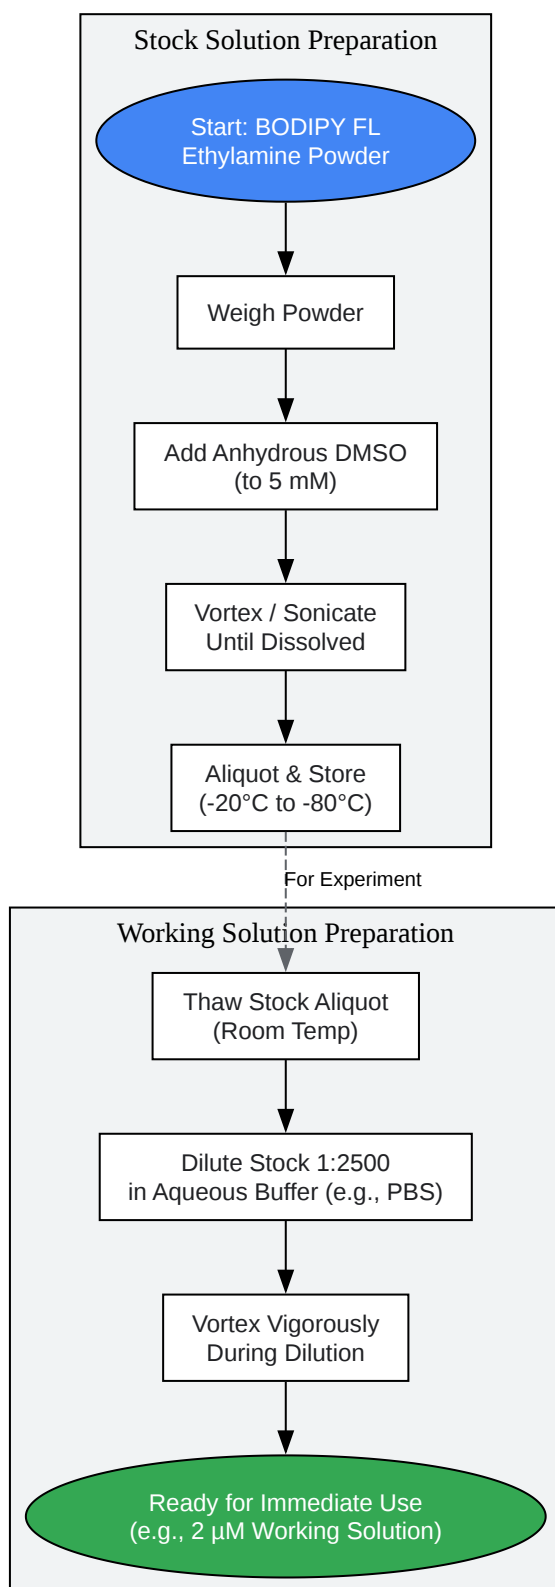 Stock Solution Preparation
Start: BODIPY FL
Ethylamine Powder
Weigh Powder
Add Anhydrous DMSO
(to 5 mM)
Vortex / Sonicate
Until Dissolved
Aliquot & Store
(-20°C to -80°C)
For Experiment
Working Solution Preparation
Thaw Stock Aliquot
(Room Temp)
Dilute Stock 1:2500
in Aqueous Buffer (e.g., PBS)
Vortex Vigorously
During Dilution
Ready for Immediate Use
(e.g., 2 µM Working Solution)